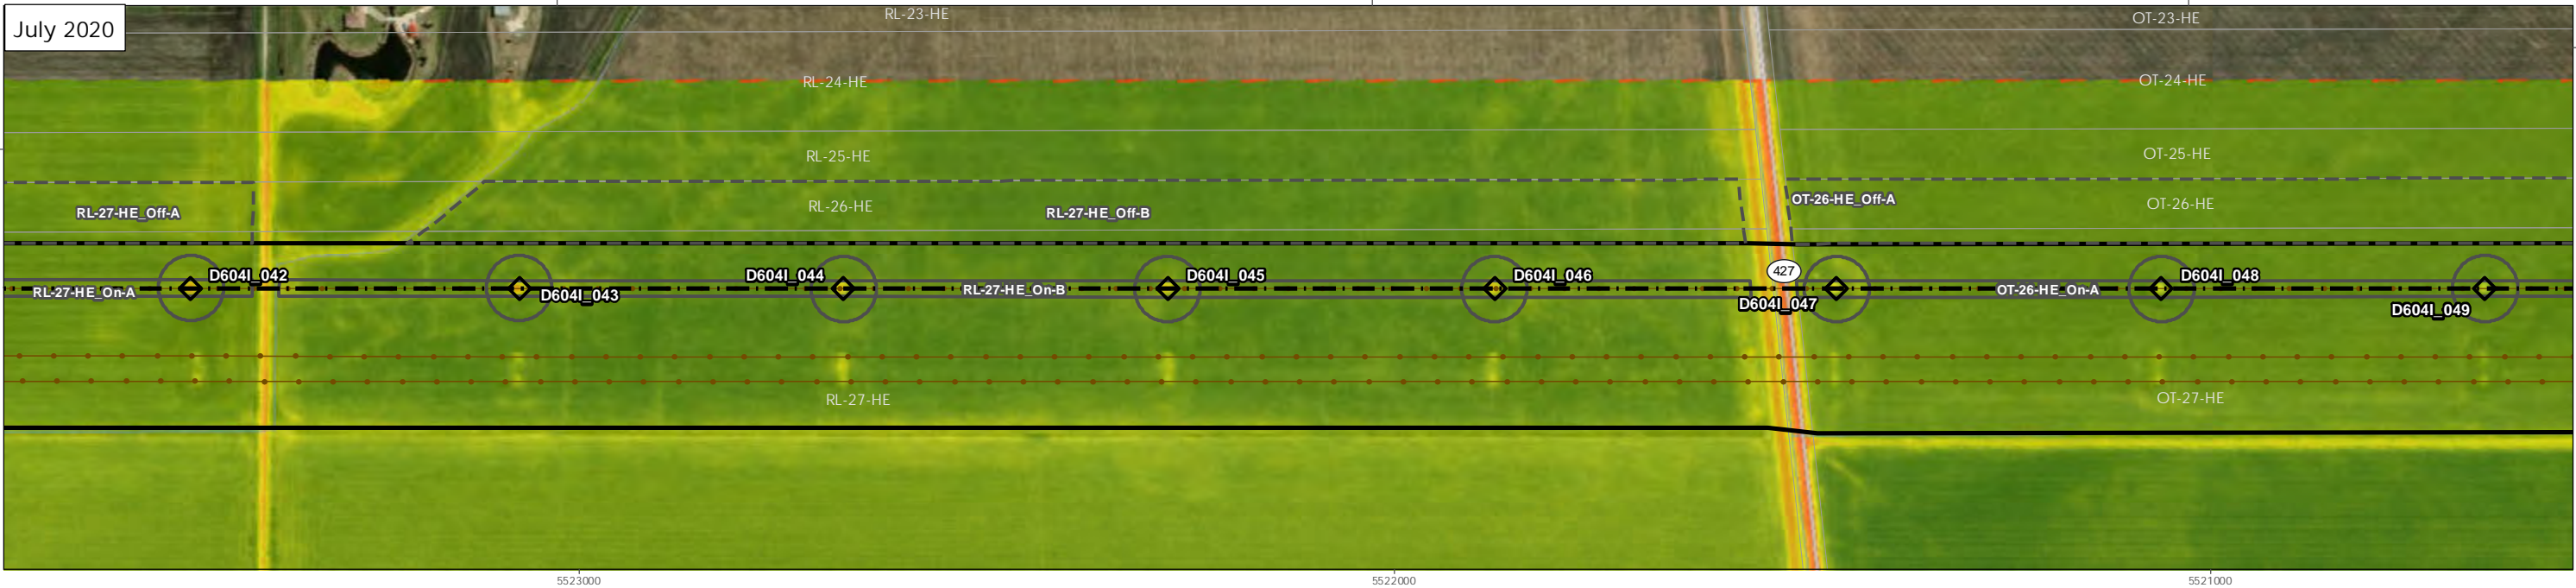 July 2020
RL-23-HE
OT-23-HE
RL-24-HE
OT-24-HE
RL-25-HE
OT-25-HE
RL-27-HE_Off-A
RL-26-HE
RL-27-HE_Off-B
OT-26-HE_Off-A
OT-26-HE
D604I_042
D604I_043
D604I_044
D604I_045
D604I_046
427
D604I_047
D604I_048
D604I_049
RL-27-HE_On-A
RL-27-HE_On-B
OT-26-HE_On-A
RL-27-HE
OT-27-HE
5523000
5522000
5521000